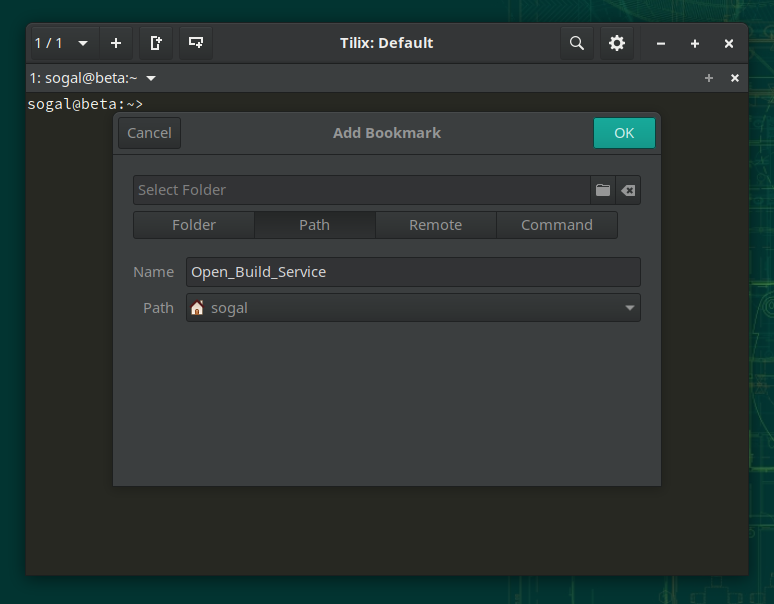 1 / 1
Tilix: Default
1: sogal@beta:~
sogal@beta:~>
Cancel
Add Bookmark
OK
Select Folder
Folder
Path
Remote
Command
Name
Open_Build_Service
Path
sogal